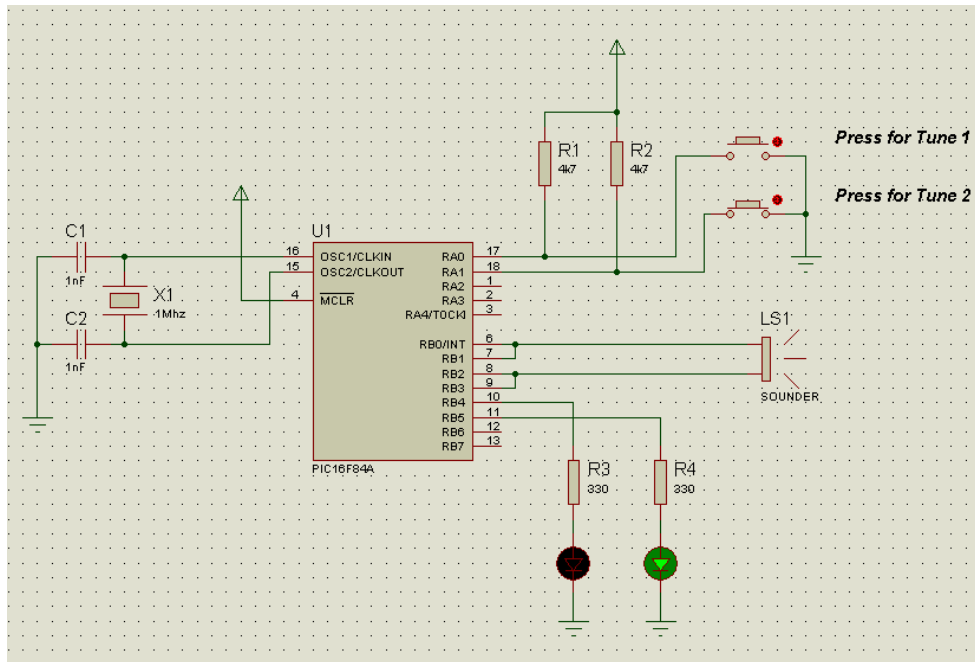 R1
4k7
R2
4k7
Press for Tune 1
Press for Tune 2
C1
1nF
X1
1Mhz
C2
1nF
U1
16 OSC1/CLKIN RA0 17
15 OSC2/CLKOUT RA1 18
RA2 1
4 MCLR RA3 2
RA4/T0CKI 3
RB0/INT 6
RB1 7
RB2 8
RB3 9
RB4 10
RB5 11
RB6 12
RB7 13
PIC16F84A
LS1
SOUNDER
R3
330
R4
330